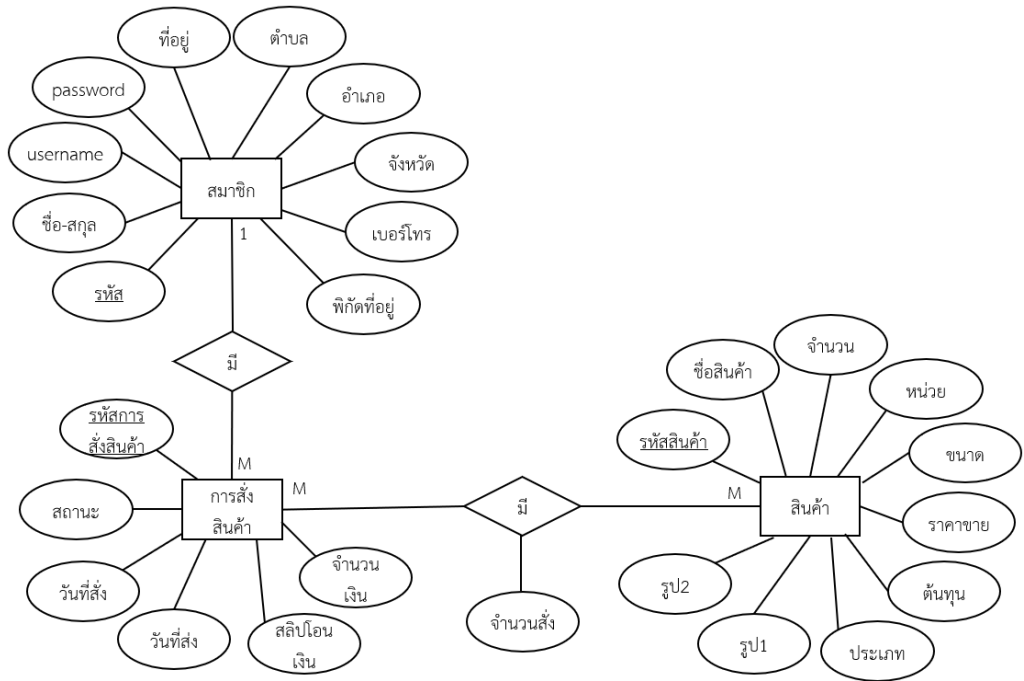 ที่อยู่
ตำบล
password
อำเภอ
username
จังหวัด
สมาชิก
ชื่อ-สกุล
เบอร์โทร
1
รหัส
พิกัดที่อยู่
มี
จำนวน
ชื่อสินค้า
หน่วย
รหัสการ
สั่งสินค้า
รหัสสินค้า
ขนาด
M
M
M
การสั่ง
สินค้า
สถานะ
มี
สินค้า
ราคาขาย
จำนวน
เงิน
วันที่สั่ง
รูป2
ต้นทุน
จำนวนสั่ง
วันที่ส่ง
สลิปโอน
เงิน
รูป1
ประเภท